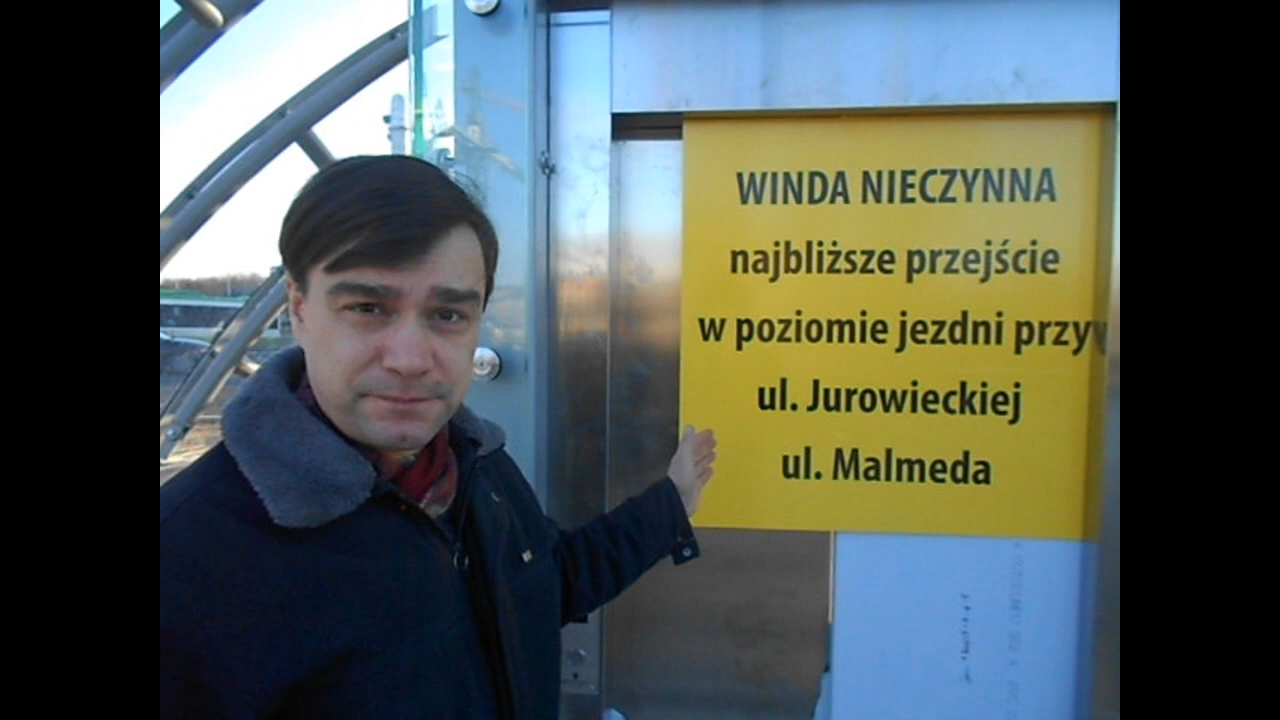 WINDA NIECZYNNA
najbliższe przejście
w poziomie jezdni przy
ul. Jurowieckiej
ul. Malmeda